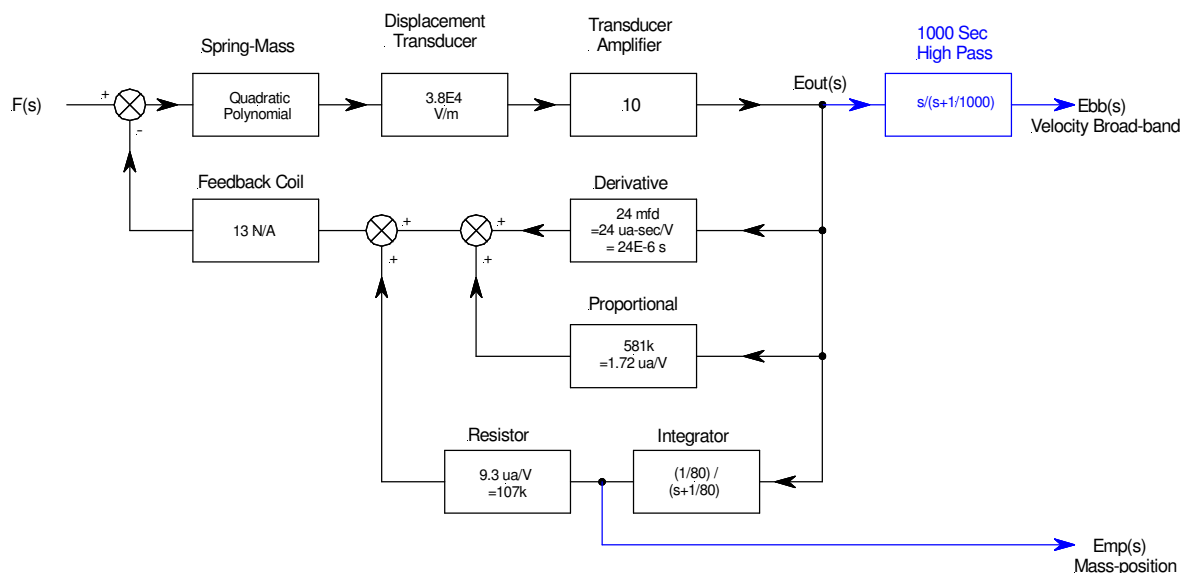 Displacement
Transducer
Transducer
Amplifier
1000 Sec
High Pass
Spring-Mass
F(s)
+
-
Quadratic
Polynomial
3.8E4
V/m
10
Eout(s)
s/(s+1/1000)
Ebb(s)
Velocity Broad-band
Feedback Coil
13 N/A
+
+
+
+
Derivative
24 mfd
=24 ua-sec/V
= 24E-6 s
Proportional
581k
=1.72 ua/V
Resistor
9.3 ua/V
=107k
Integrator
(1/80) /
(s+1/80)
Emp(s)
Mass-position